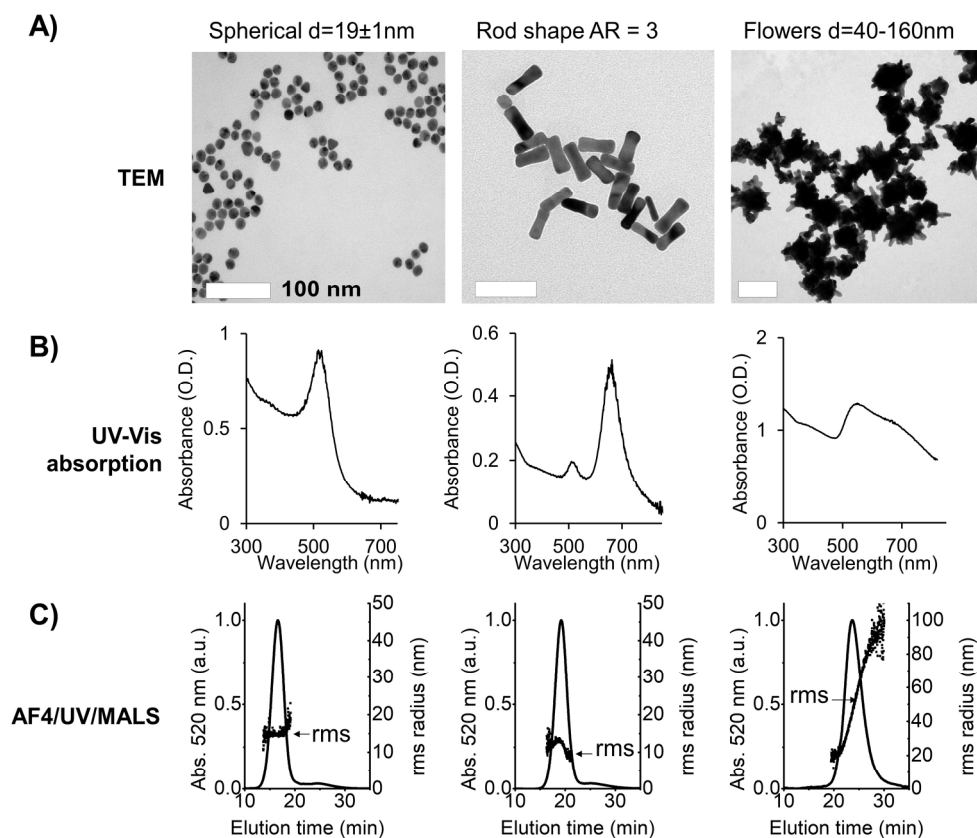 A)
Spherical d=19±1nm
Rod shape AR = 3
Flowers d=40-160nm
TEM
100 nm
B)
UV-Vis
absorption
Absorbance (O.D.)
1
0.5
0
300
500
700
Wavelength (nm)
Absorbance (O.D.)
0.6
0.4
0.2
0
300
500
700
Wavelength (nm)
Absorbance (O.D.)
2
1
0
300
500
700
Wavelength (nm)
C)
AF4/UV/MALS
Abs. 520 nm (a.u.)
1.0
0.5
0.0
50
40
30
20
10
0
rms radius (nm)
rms
10
20
30
Elution time (min)
Abs. 520 nm (a.u.)
1.0
0.5
0.0
50
40
30
20
10
0
rms radius (nm)
rms
10
20
30
Elution time (min)
Abs. 520 nm (a.u.)
1.0
0.5
0.0
100
80
60
40
20
0
rms radius (nm)
rms
10
20
30
Elution time (min)